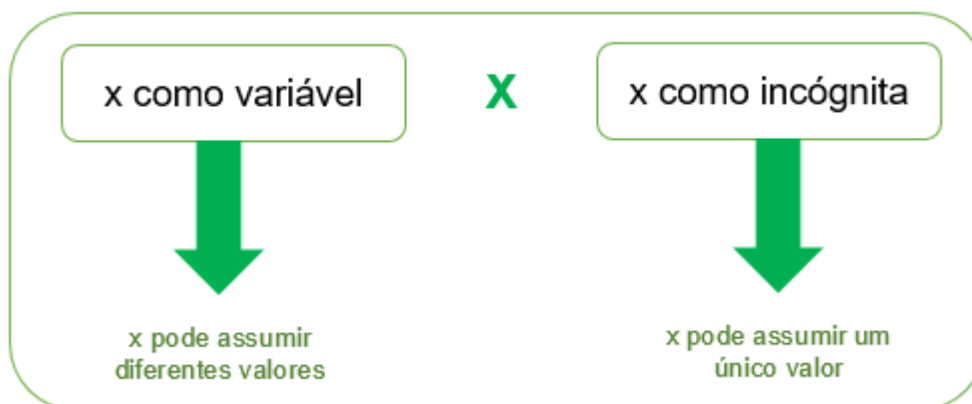 x como variável
X
x como incógnita
x pode assumir
diferentes valores
x pode assumir um
único valor